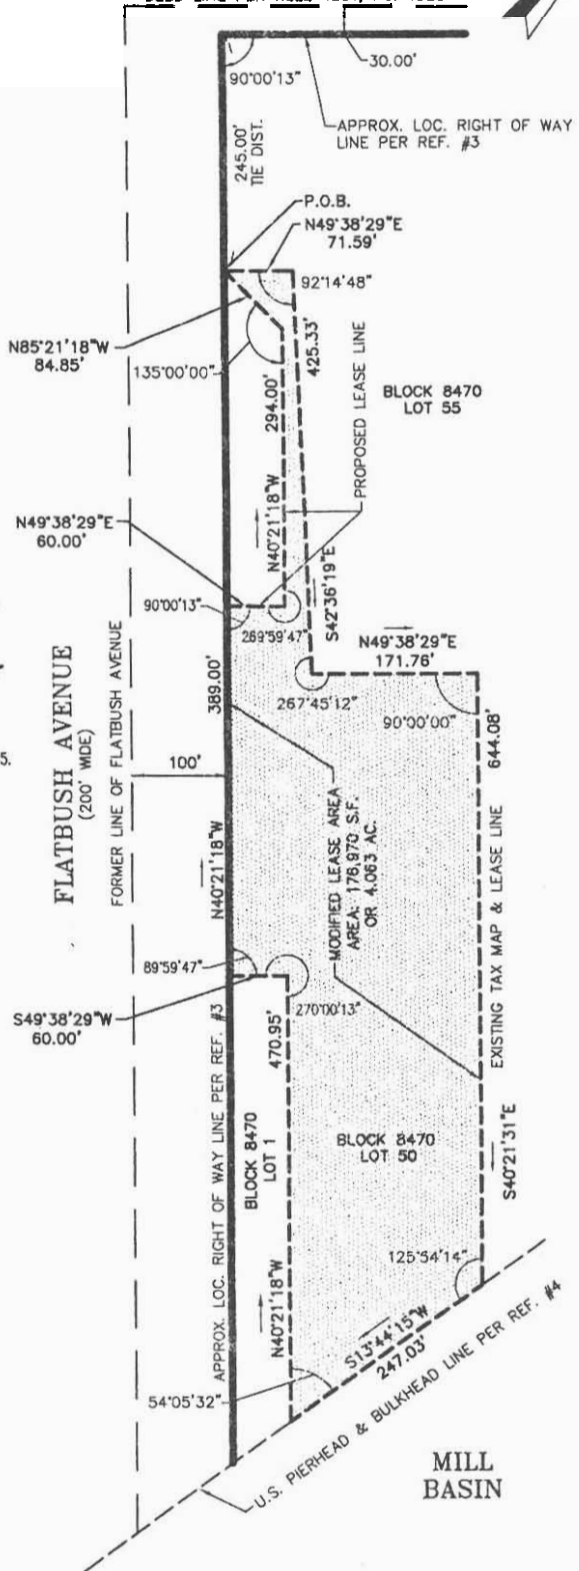 30.00'
90°00'13"
APPROX. LOC. RIGHT OF WAY
LINE PER REF. #3
245.00'
TIE DIST.
P.O.B.
N49°38'29"E
71.59'
92°14'48"
N85°21'18"W
84.85'
135°00'00"
425.33'
294.00'
PROPOSED LEASE LINE
BLOCK 8470
LOT 55
N40°21'18"W
N49°38'29"E
60.00'
90°00'13"
269°59'47"
S42°36'19"E
N49°38'29"E
171.76'
267°45'12"
90°00'00"
644.08'
389.00'
FLATBUSH AVENUE
(200' WIDE)
FORMER LINE OF FLATBUSH AVENUE
5.
100'
MODIFIED LEASE AREA
AREA: 176,970 S.F.
OR 4.063 AC.
EXISTING TAX MAP & LEASE LINE
N40°21'18"W
89°59'47"
S49°38'29"W
60.00'
270°00'13"
470.95'
APPROX. LOC. RIGHT OF WAY LINE PER REF. #3
BLOCK 8470
LOT 1
BLOCK 8470
LOT 50
S40°21'31"E
125°54'14"
N40°21'18"W
S13°44'15"W
247.03'
54°05'32"
U.S. PIERHEAD & BULKHEAD LINE PER REF. #4
MILL
BASIN